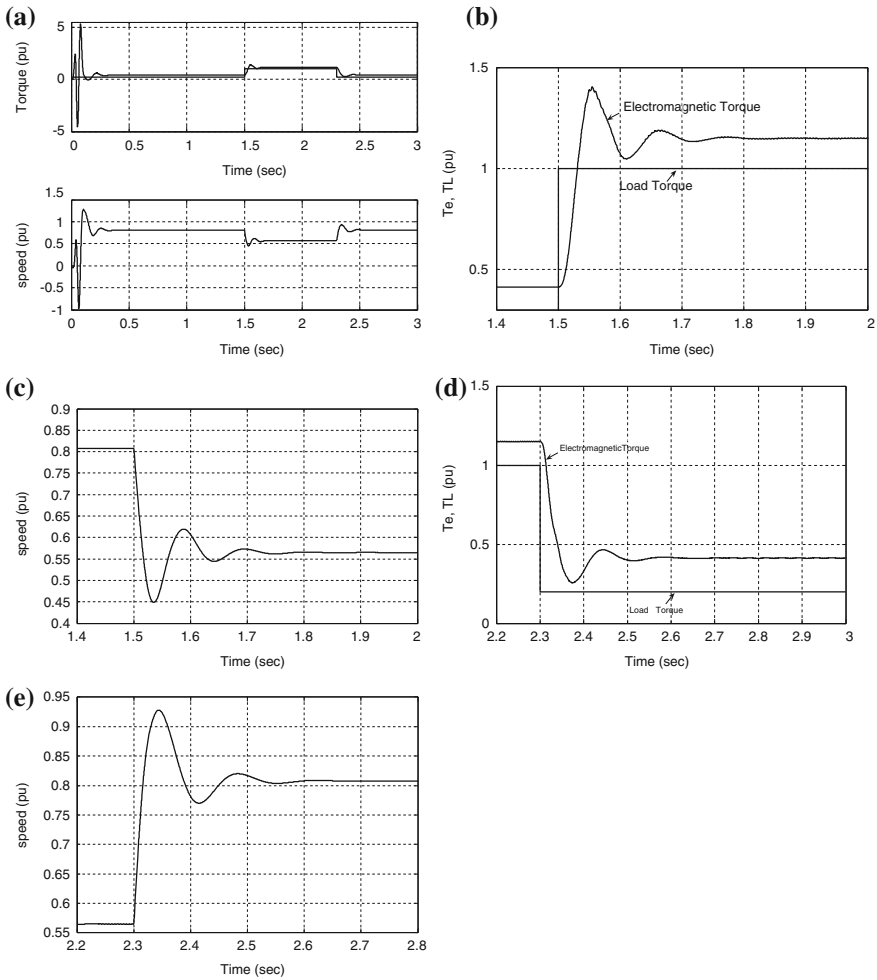 (a)
Torque (pu)
5
0
-5
0 0.5 1 1.5 2 2.5 3
Time (sec)
speed (pu)
1.5
1
0.5
0
-0.5
-1
0 0.5 1 1.5 2 2.5 3
Time (sec)
(b)
Te, TL (pu)
1.5
1
0.5
Electromagnetic Torque
Load Torque
1.4 1.5 1.6 1.7 1.8 1.9 2
Time (sec)
(c)
speed (pu)
0.9
0.85
0.8
0.75
0.7
0.65
0.6
0.55
0.5
0.45
0.4
1.4 1.5 1.6 1.7 1.8 1.9 2
Time (sec)
(d)
Te, TL (pu)
1.5
1
0.5
0
ElectromagneticTorque
Load Torque
2.2 2.3 2.4 2.5 2.6 2.7 2.8 2.9 3
Time (sec)
(e)
speed (pu)
0.95
0.9
0.85
0.8
0.75
0.7
0.65
0.6
0.55
2.2 2.3 2.4 2.5 2.6 2.7 2.8
Time (sec)